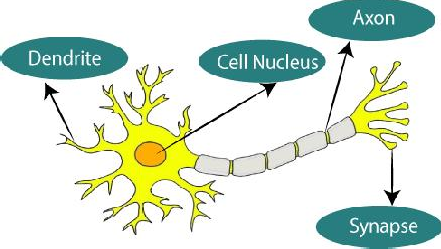 Axon
Dendrite
Cell Nucleus
Synapse